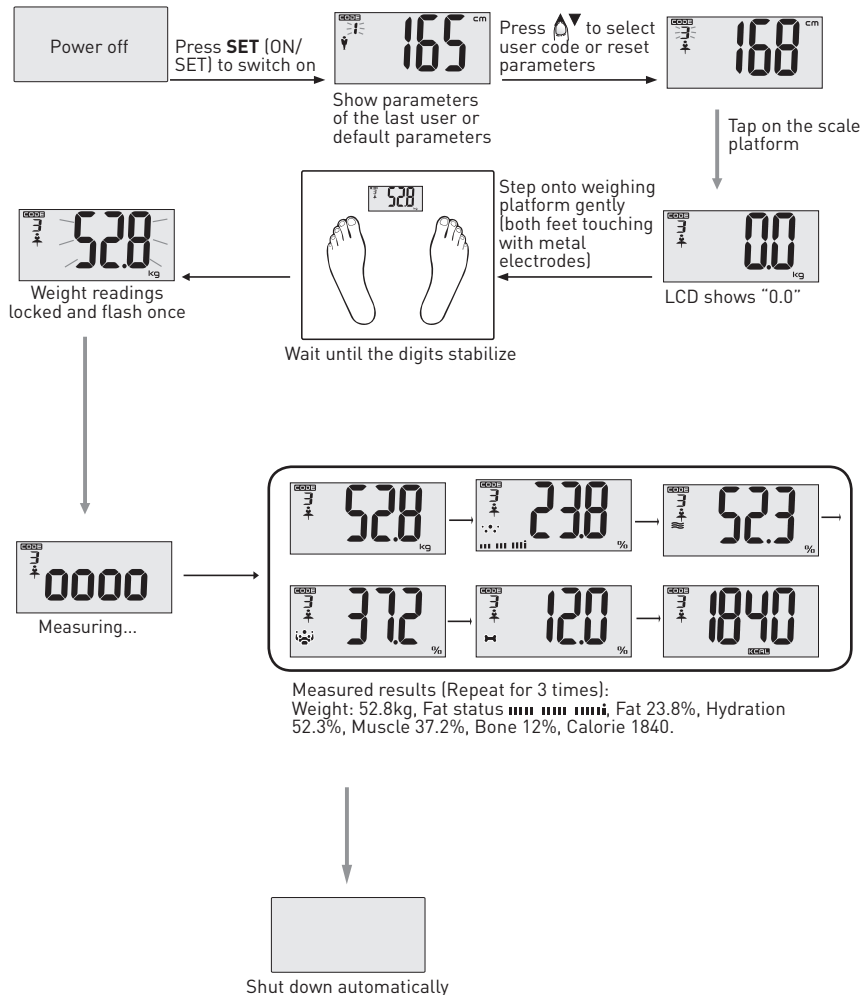 Power off
Press SET (ON/
SET) to switch on
CODE
1
165 cm
Show parameters
of the last user or
default parameters
Press ▼ to select
user code or reset
parameters
CODE
3
168 cm
Tap on the scale
platform
CODE
3
0.0 kg
LCD shows “0.0”
Step onto weighing
platform gently
(both feet touching
with metal
electrodes)
52.8
Wait until the digits stabilize
CODE
3
52.8 kg
Weight readings
locked and flash once
CODE
3
0000
Measuring...
CODE
3
52.8 kg
CODE
3
23.8 %
CODE
3
52.3 %
CODE
3
37.2 %
CODE
3
12.0 %
CODE
3
1840
KCAL
Measured results (Repeat for 3 times):
Weight: 52.8kg, Fat status , Fat 23.8%, Hydration
52.3%, Muscle 37.2%, Bone 12%, Calorie 1840.
Shut down automatically